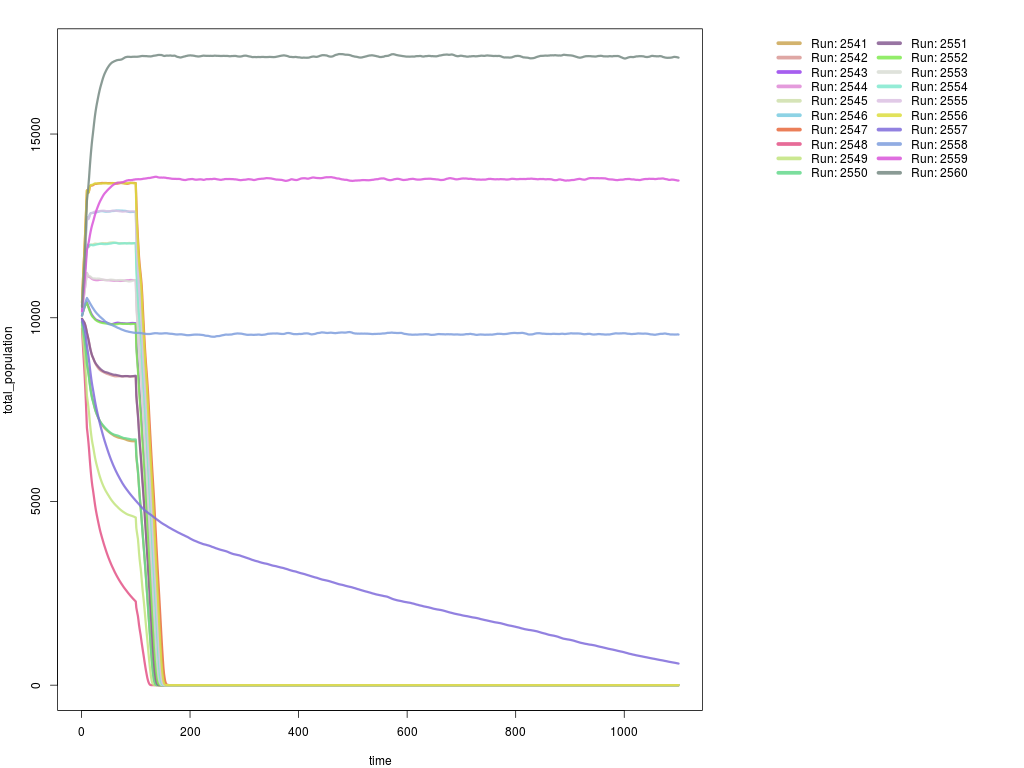 Run: 2541
Run: 2542
Run: 2543
Run: 2544
Run: 2545
Run: 2546
Run: 2547
Run: 2548
Run: 2549
Run: 2550
Run: 2551
Run: 2552
Run: 2553
Run: 2554
Run: 2555
Run: 2556
Run: 2557
Run: 2558
Run: 2559
Run: 2560
total_population
15000
10000
5000
0
0 200 400 600 800 1000
time